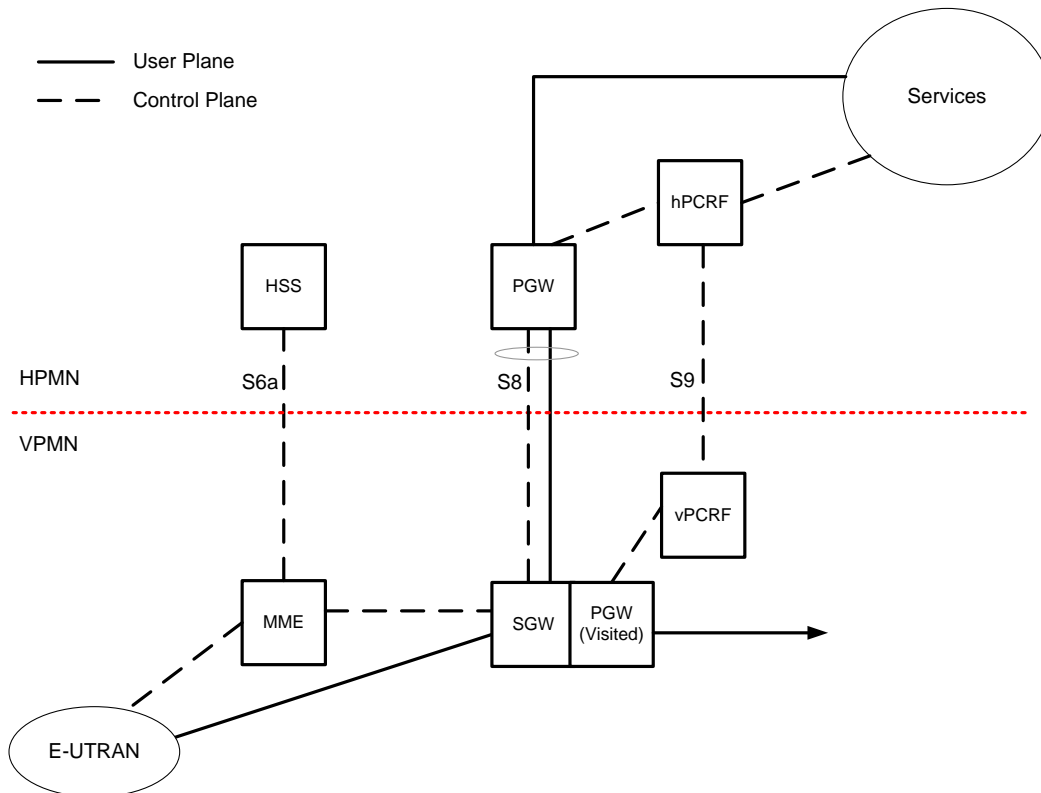 User Plane
Control Plane
Services
hPCRF
HSS
PGW
HPMN
S6a
S8
S9
VPMN
vPCRF
MME
SGW
PGW
(Visited)
E-UTRAN